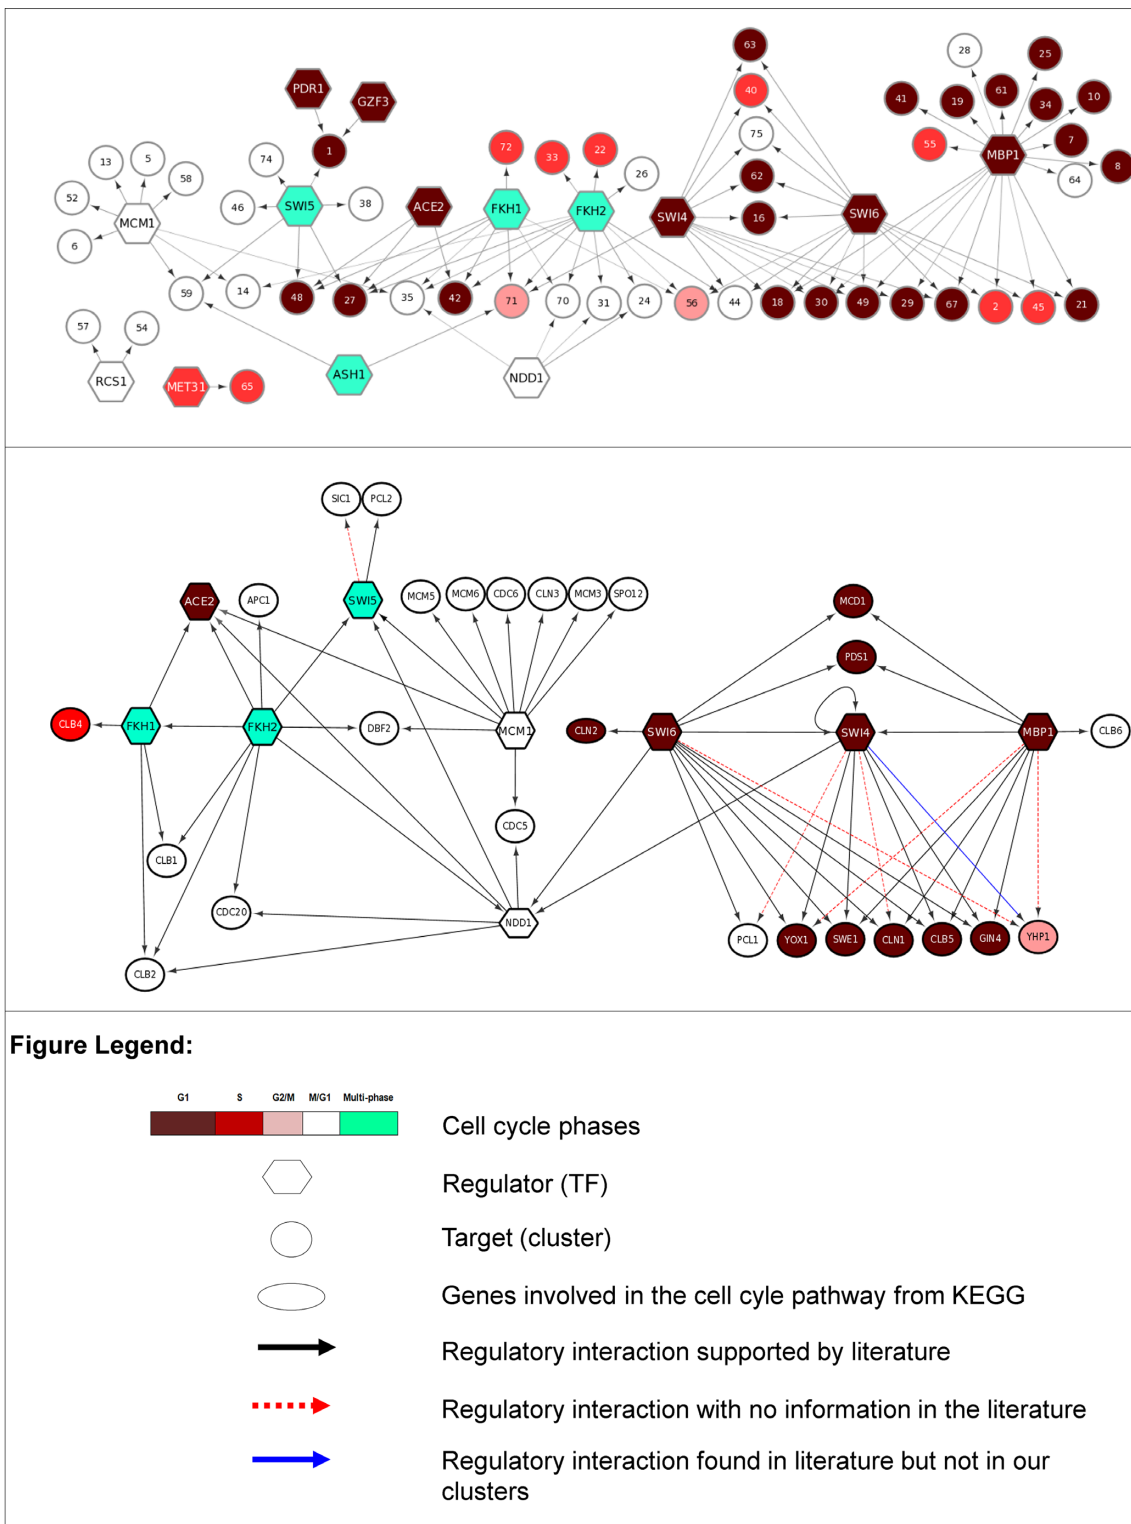 63
28
25
PDR1
GZF3
40
41
19
61
34
10
75
72
33
22
55
MBP1
7
8
13
5
74
1
58
26
62
64
52
46
SWI5
38
ACE2
FKH1
FKH2
SWI4
16
SWI6
MCM1
6
59
14
48
27
35
42
71
70
31
24
56
44
18
30
49
29
67
2
45
21
57
54
RCS1
MET31
65
ASH1
NDD1
SIC1
PCL2
ACE2
APC1
SWI5
MCM5
MCM6
CDC6
CLN3
MCM3
SPO12
MCD1
PDS1
CLB4
FKH1
FKH2
DBF2
MCM1
CLN2
SWI6
SWI4
MBP1
CLB6
CDC5
CLB1
CDC20
NDD1
CLB2
PCL1
YOX1
SWE1
CLN1
CLB5
GIN4
YHP1
Figure Legend:
G1
S
G2/M
M/G1
Multi-phase
Cell cycle phases
Regulator (TF)
Target (cluster)
Genes involved in the cell cyle pathway from KEGG
Regulatory interaction supported by literature
Regulatory interaction with no information in the literature
Regulatory interaction found in literature but not in our
clusters